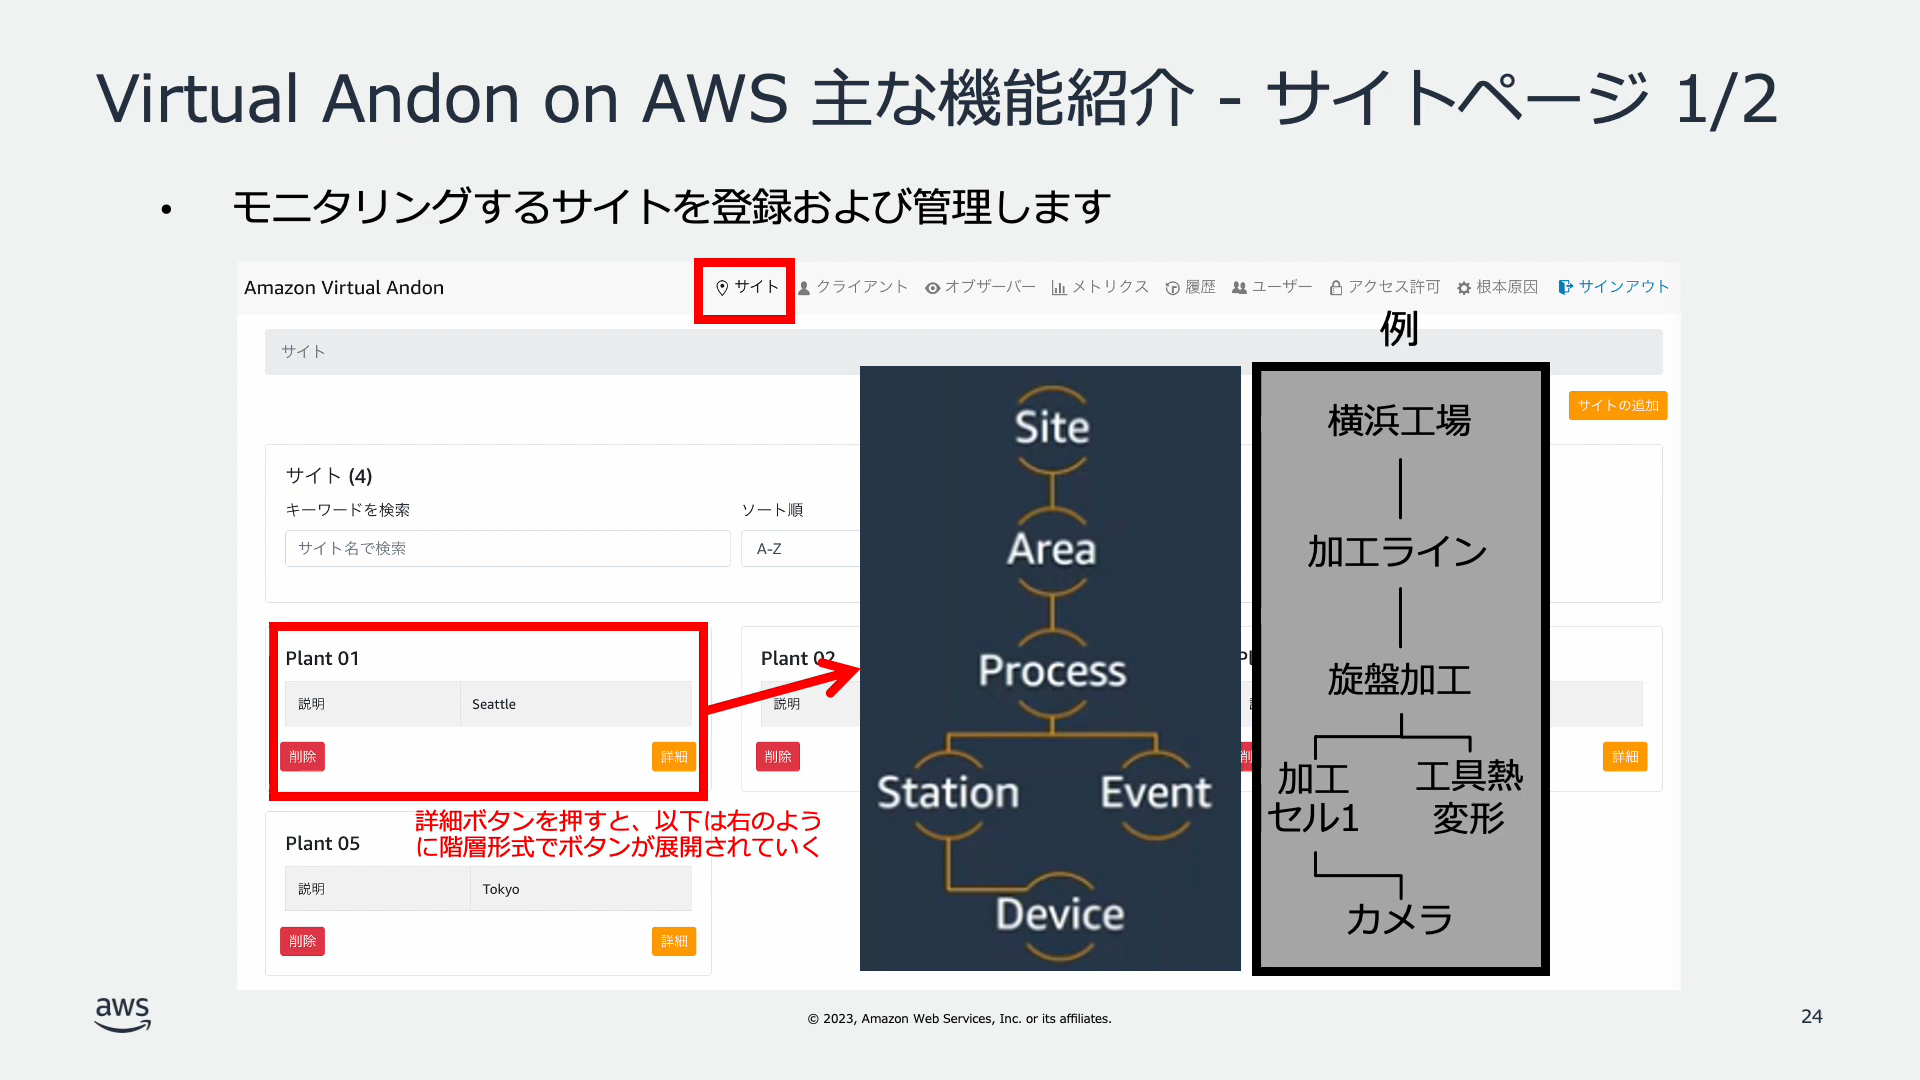 Virtual Andon on AWS 主な機能紹介 - サイトページ 1/2
• モニタリングするサイトを登録および管理します
Amazon Virtual Andon
サイト クライアント オブザーバー メトリクス 履歴 ユーザー アクセス許可 根本原因 サインアウト
サイト
例
サイトの追加
サイト (4)
キーワードを検索
ソート順
サイト名で検索
A-Z
Plant 01
説明 Seattle
削除 詳細
Plant 02
説明
削除
詳細
詳細ボタンを押すと、以下は右のよう
に階層形式でボタンが展開されていく
Plant 05
説明 Tokyo
削除 詳細
Site
Area
Process
Station Event
Device
横浜工場
加工ライン
旋盤加工
加工
セル1
工具熱
変形
カメラ
aws
© 2023, Amazon Web Services, Inc. or its affiliates.
24